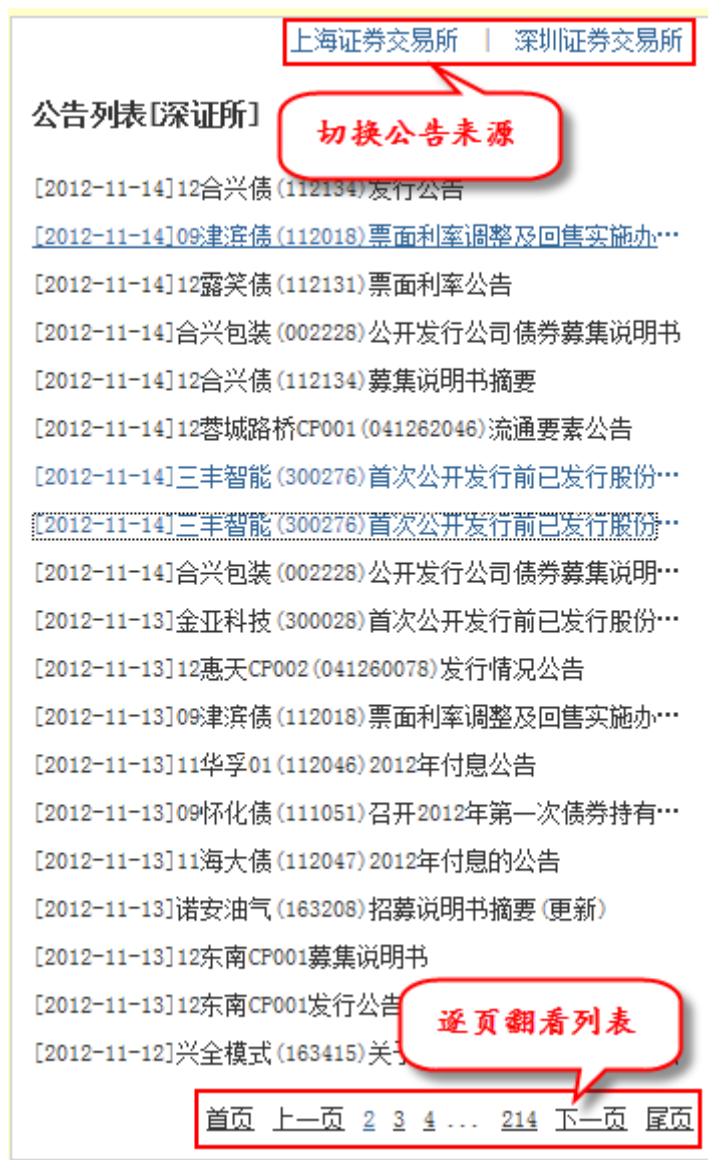 上海证券交易所 | 深圳证券交易所
切换公告来源
公告列表[深证所]
[2012-11-14]12合兴债(112134)发行公告
[2012-11-14]09津滨债(112018)票面利率调整及回售实施办…
[2012-11-14]12露笑债(112131)票面利率公告
[2012-11-14]合兴包装(002228)公开发行公司债券募集说明书
[2012-11-14]12合兴债(112134)募集说明书摘要
[2012-11-14]12蓉城路桥CP001(041262046)流通要素公告
[2012-11-14]三丰智能(300276)首次公开发行前已发行股份…
[2012-11-14]三丰智能(300276)首次公开发行前已发行股份…
[2012-11-14]合兴包装(002228)公开发行公司债券募集说明…
[2012-11-13]金亚科技(300028)首次公开发行前已发行股份…
[2012-11-13]12惠天CP002(041260078)发行情况公告
[2012-11-13]09津滨债(112018)票面利率调整及回售实施办…
[2012-11-13]11华孚01(112046)2012年付息公告
[2012-11-13]09怀化债(111051)召开2012年第一次债券持有…
[2012-11-13]11海大债(112047)2012年付息的公告
[2012-11-13]诺安油气(163208)招募说明书摘要(更新)
[2012-11-13]12东南CP001募集说明书
[2012-11-13]12东南CP001发行公告
逐页翻看列表
[2012-11-12]兴全模式(163415)关于
首页 上一页 2 3 4 ... 214 下一页 尾页